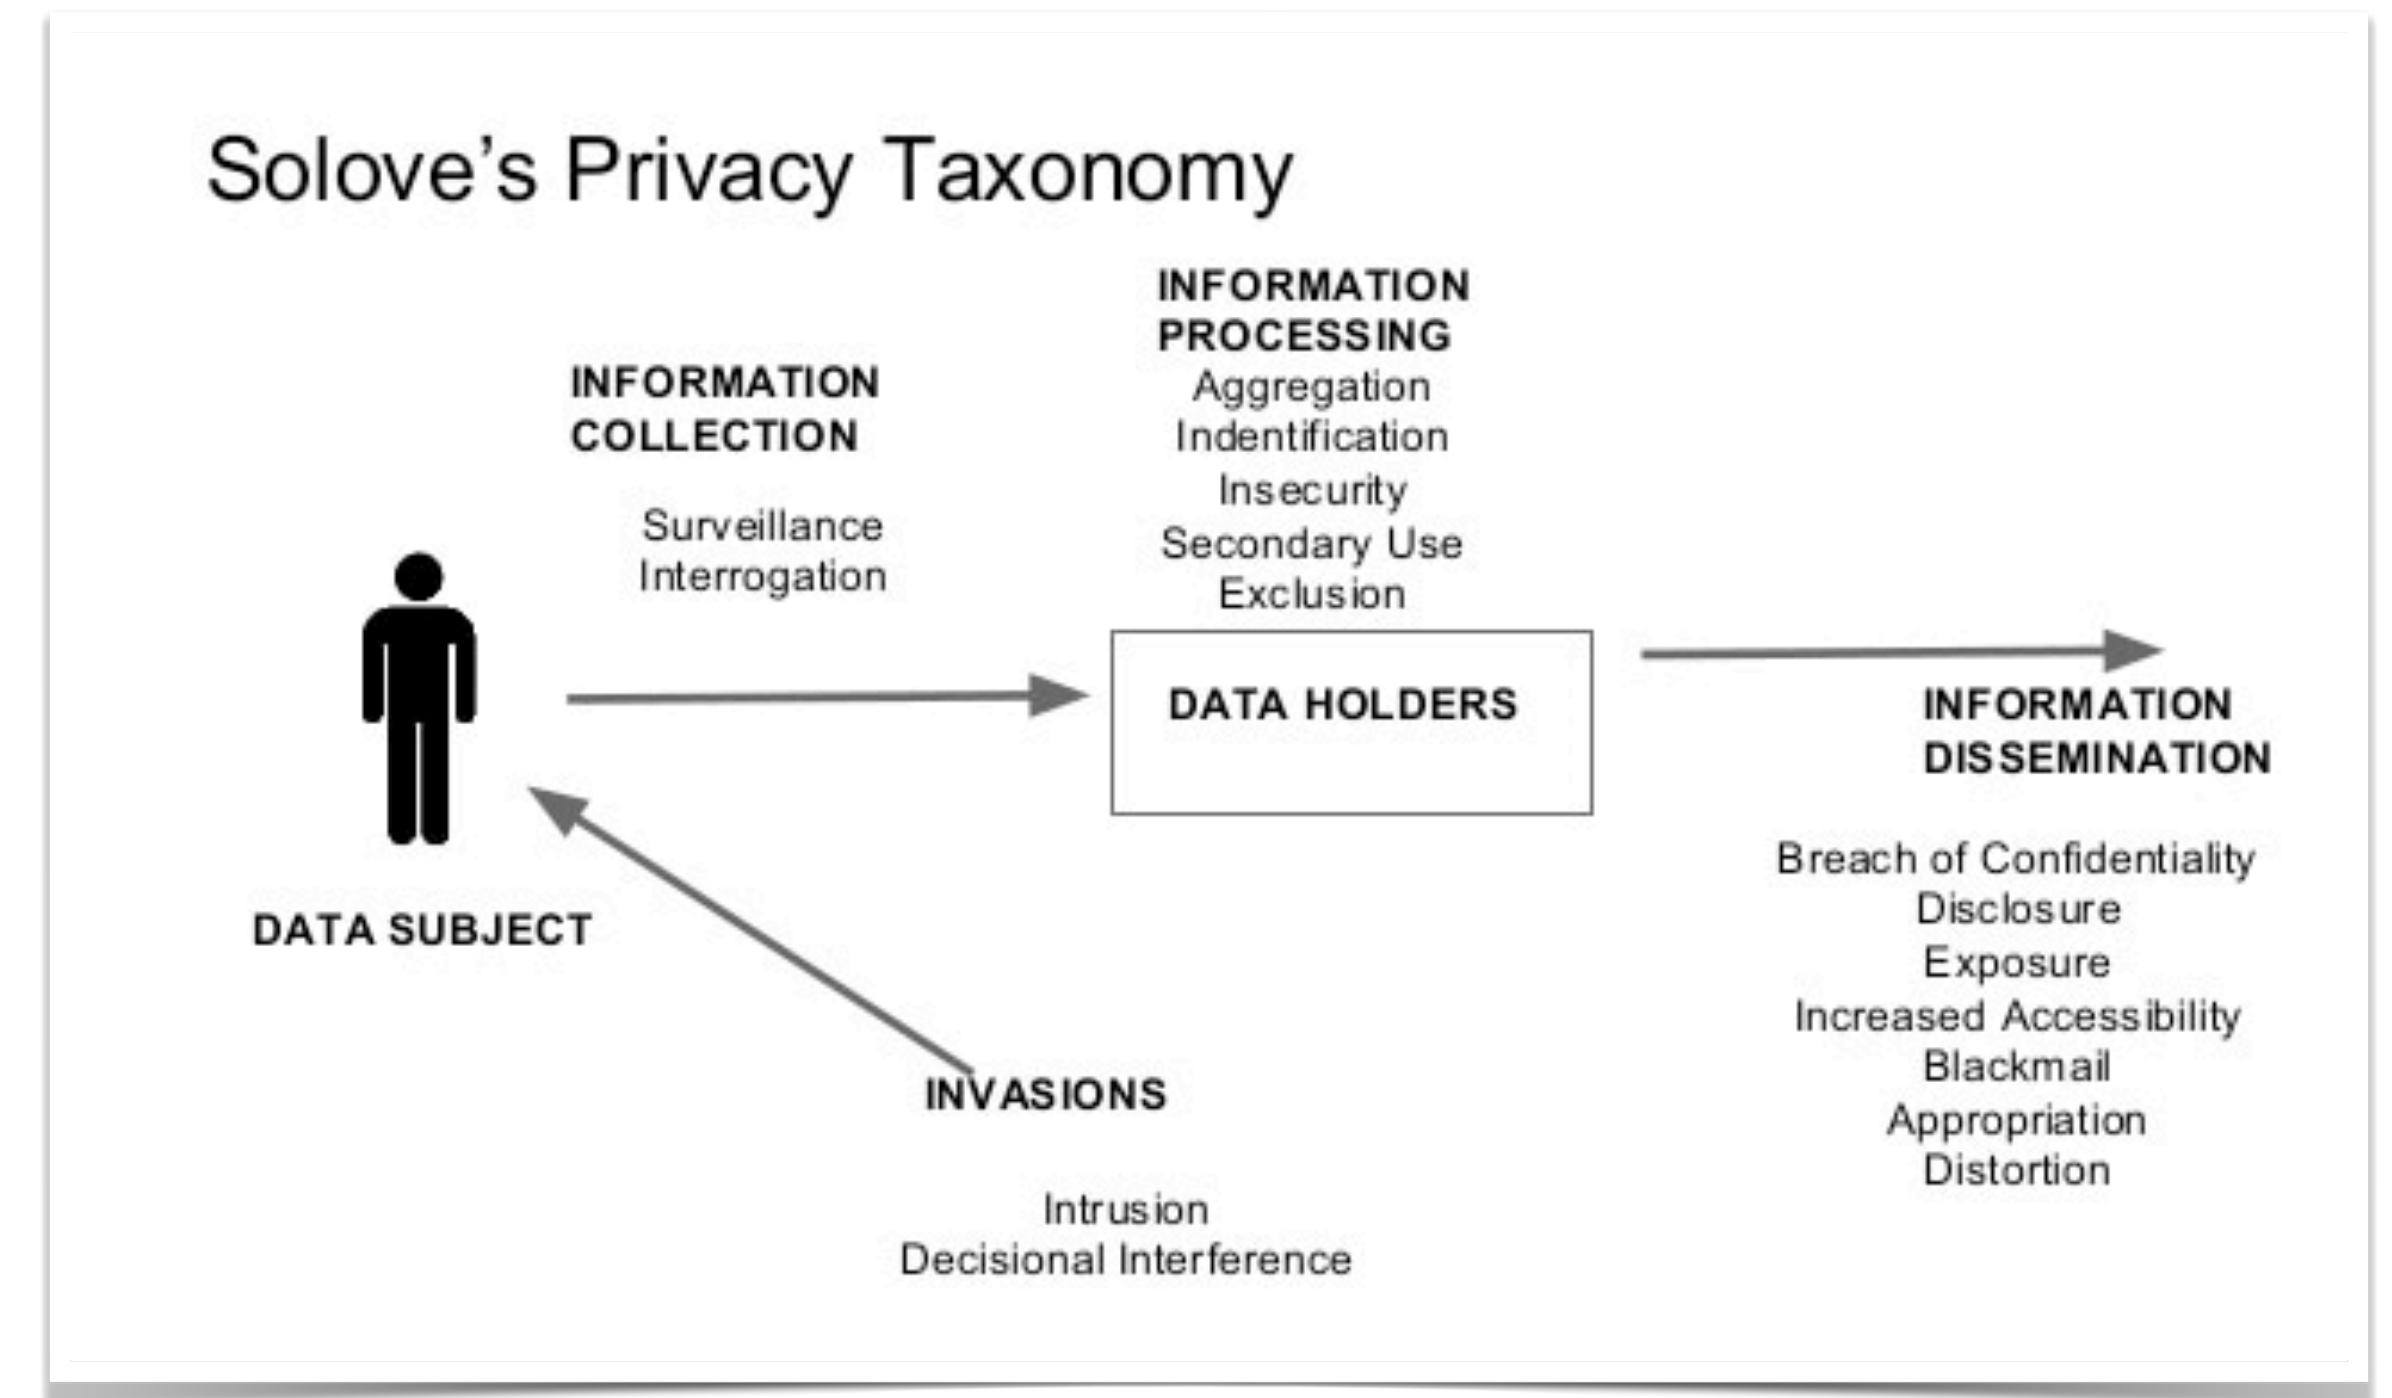 Solove’s Privacy Taxonomy
INFORMATION
COLLECTION
Surveillance
Interrogation
INFORMATION
PROCESSING
Aggregation
Indentification
Insecurity
Secondary Use
Exclusion
DATA HOLDERS
INFORMATION
DISSEMINATION
Breach of Confidentiality
Disclosure
Exposure
Increased Accessibility
Blackmail
Appropriation
Distortion
DATA SUBJECT
INVASIONS
Intrusion
Decisional Interference